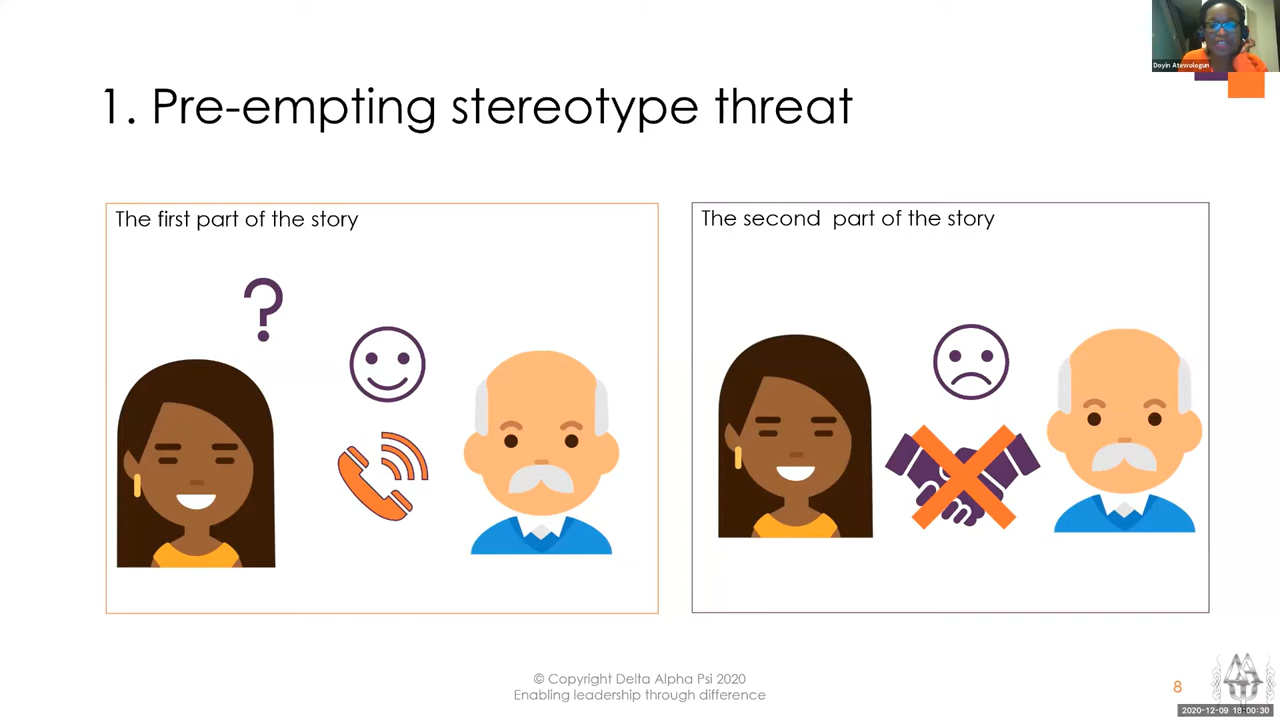 Doyin Atewologun
1. Pre-empting stereotype threat
The first part of the story
?
The second  part of the story
© Copyright Delta Alpha Psi 2020
Enabling leadership through difference
8
2020-12-09 18:00:30